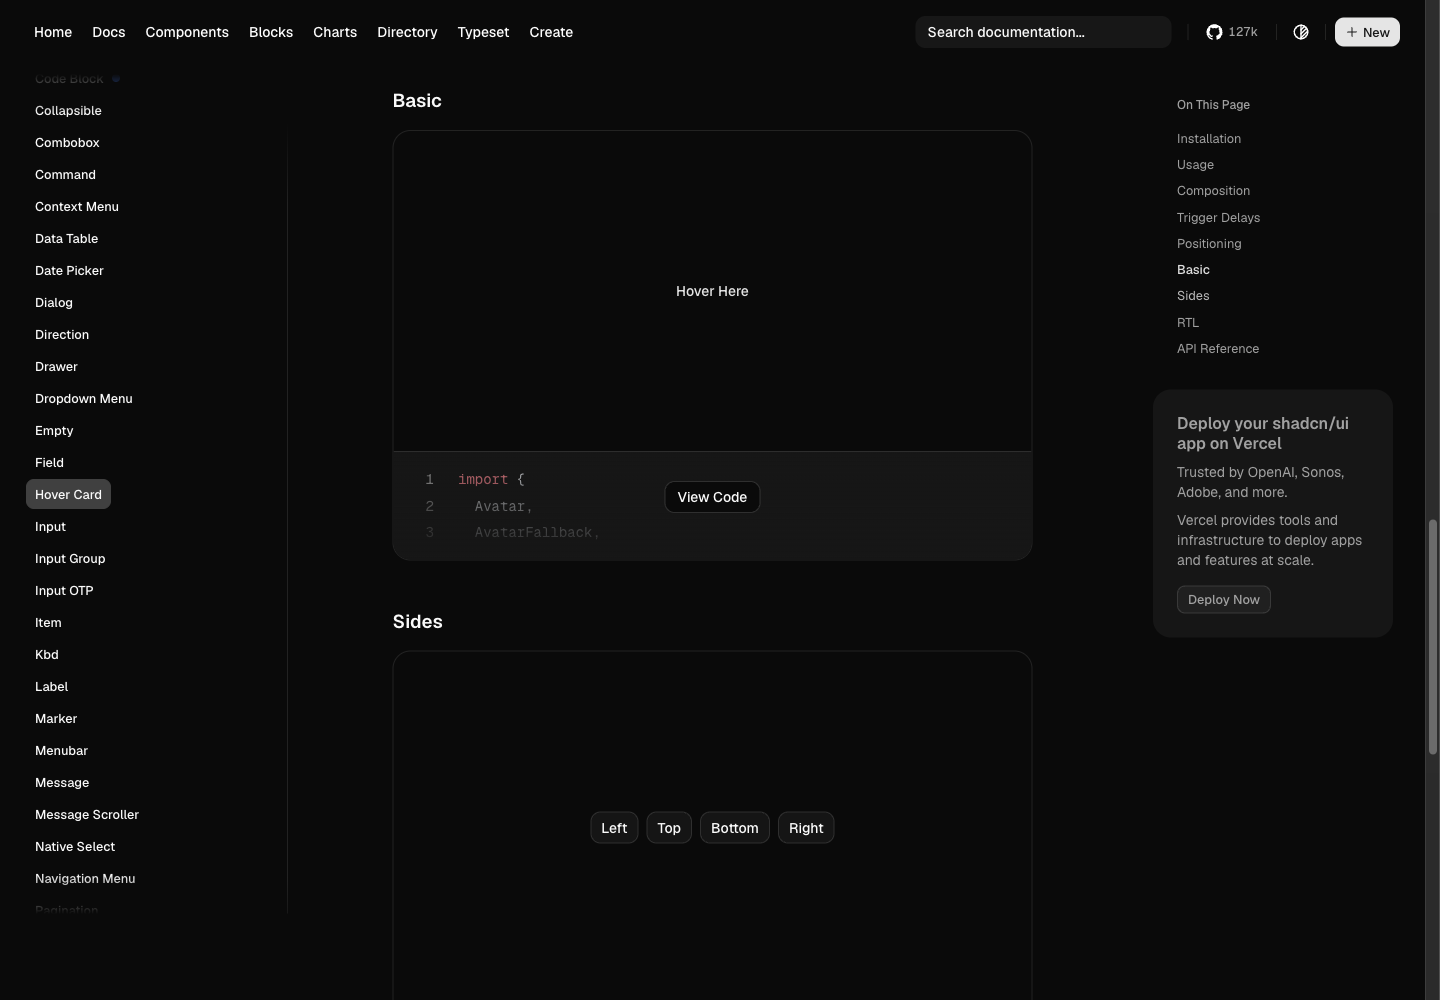 Home Docs Components Blocks Charts Directory Typeset Create
Search documentation...
127k
New
Code Block
Collapsible
Combobox
Command
Context Menu
Data Table
Date Picker
Dialog
Direction
Drawer
Dropdown Menu
Empty
Field
Hover Card
Input
Input Group
Input OTP
Item
Kbd
Label
Marker
Menubar
Message
Message Scroller
Native Select
Navigation Menu
Pagination
Basic
Hover Here
1 import {
2 Avatar,
3 AvatarFallback,
View Code
Sides
Left Top Bottom Right
On This Page
Installation
Usage
Composition
Trigger Delays
Positioning
Basic
Sides
RTL
API Reference
Deploy your shadcn/ui
app on Vercel
Trusted by OpenAI, Sonos,
Adobe, and more.
Vercel provides tools and
infrastructure to deploy apps
and features at scale.
Deploy Now